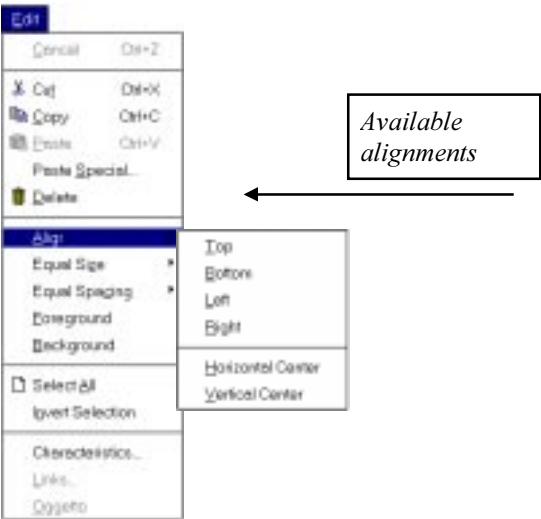 Edit
Cancel Ctrl+Z
Cut Ctrl+X
Copy Ctrl+C
Paste Ctrl+V
Paste Special...
Delete
Align
Equal Size
Equal Spacing
Foreground
Background
Select All
Invert Selection
Characteristics...
Links...
Oggetto
Top
Bottom
Left
Right
Horizontal Center
Vertical Center
Available
alignments